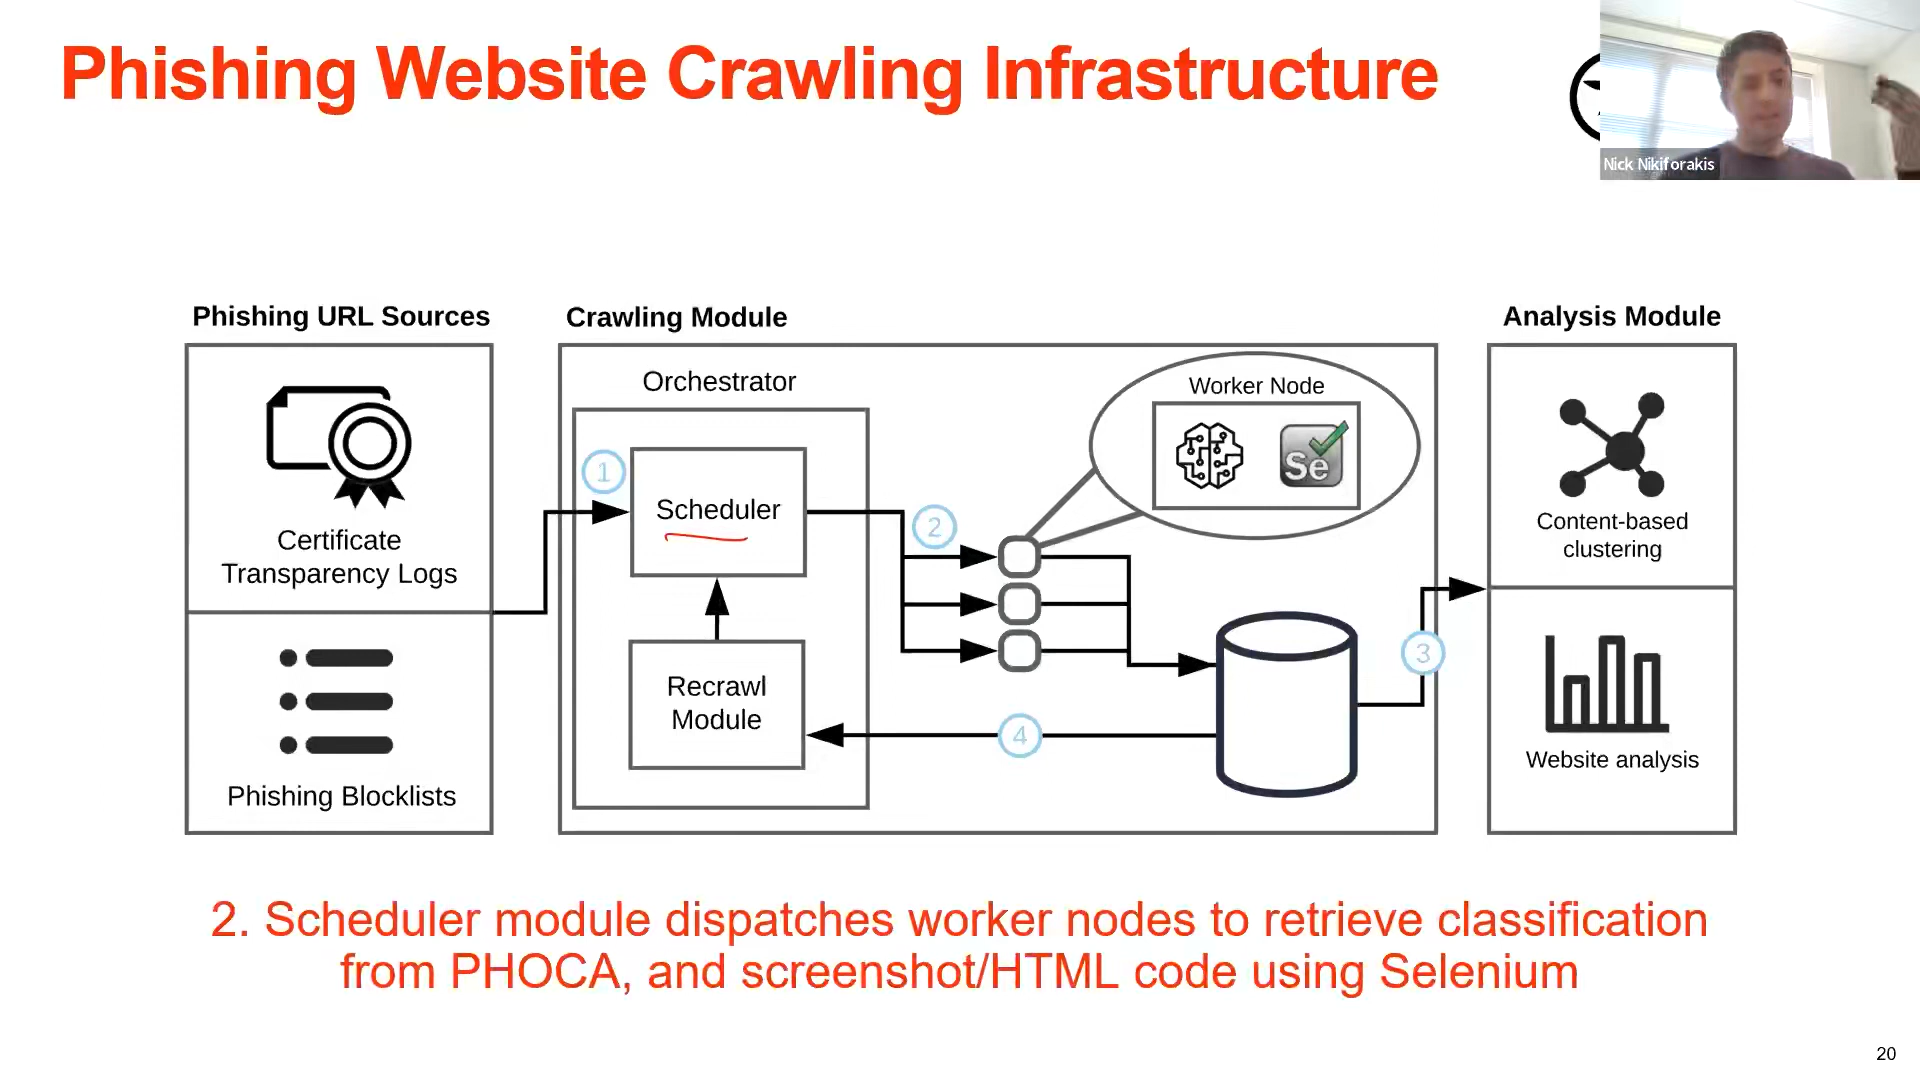 Phishing Website Crawling Infrastructure
Nick Nikiforakis
Phishing URL Sources
Certificate
Transparency Logs
Phishing Blocklists
Crawling Module
Orchestrator
1
Scheduler
Recrawl
Module
2
Worker Node
Se
3
4
Analysis Module
Content-based
clustering
Website analysis
2. Scheduler module dispatches worker nodes to retrieve classification
from PHOCA, and screenshot/HTML code using Selenium
20